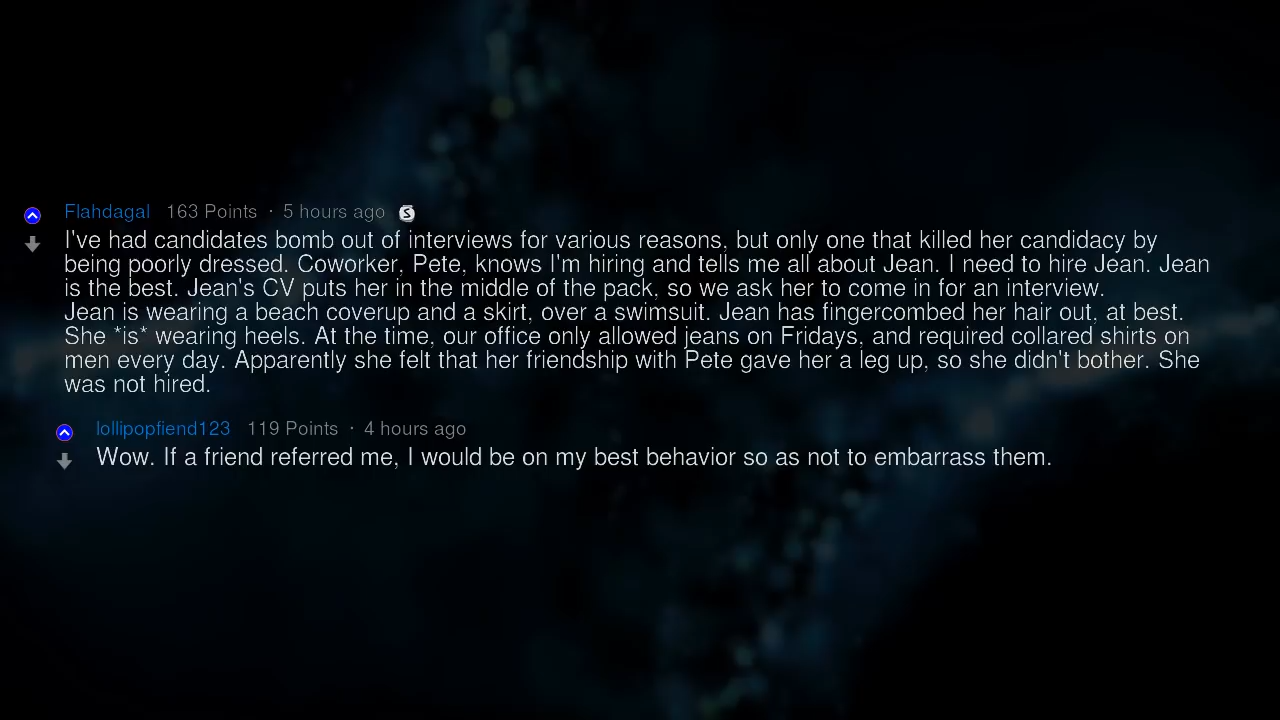 Flahdagal 163 Points · 5 hours ago
I've had candidates bomb out of interviews for various reasons, but only one that killed her candidacy by
being poorly dressed. Coworker, Pete, knows I'm hiring and tells me all about Jean. I need to hire Jean. Jean
is the best. Jean's CV puts her in the middle of the pack, so we ask her to come in for an interview.
Jean is wearing a beach coverup and a skirt, over a swimsuit. Jean has fingercombed her hair out, at best.
She *is* wearing heels. At the time, our office only allowed jeans on Fridays, and required collared shirts on
men every day. Apparently she felt that her friendship with Pete gave her a leg up, so she didn't bother. She
was not hired.
lollipopfiend123 119 Points · 4 hours ago
Wow. If a friend referred me, I would be on my best behavior so as not to embarrass them.